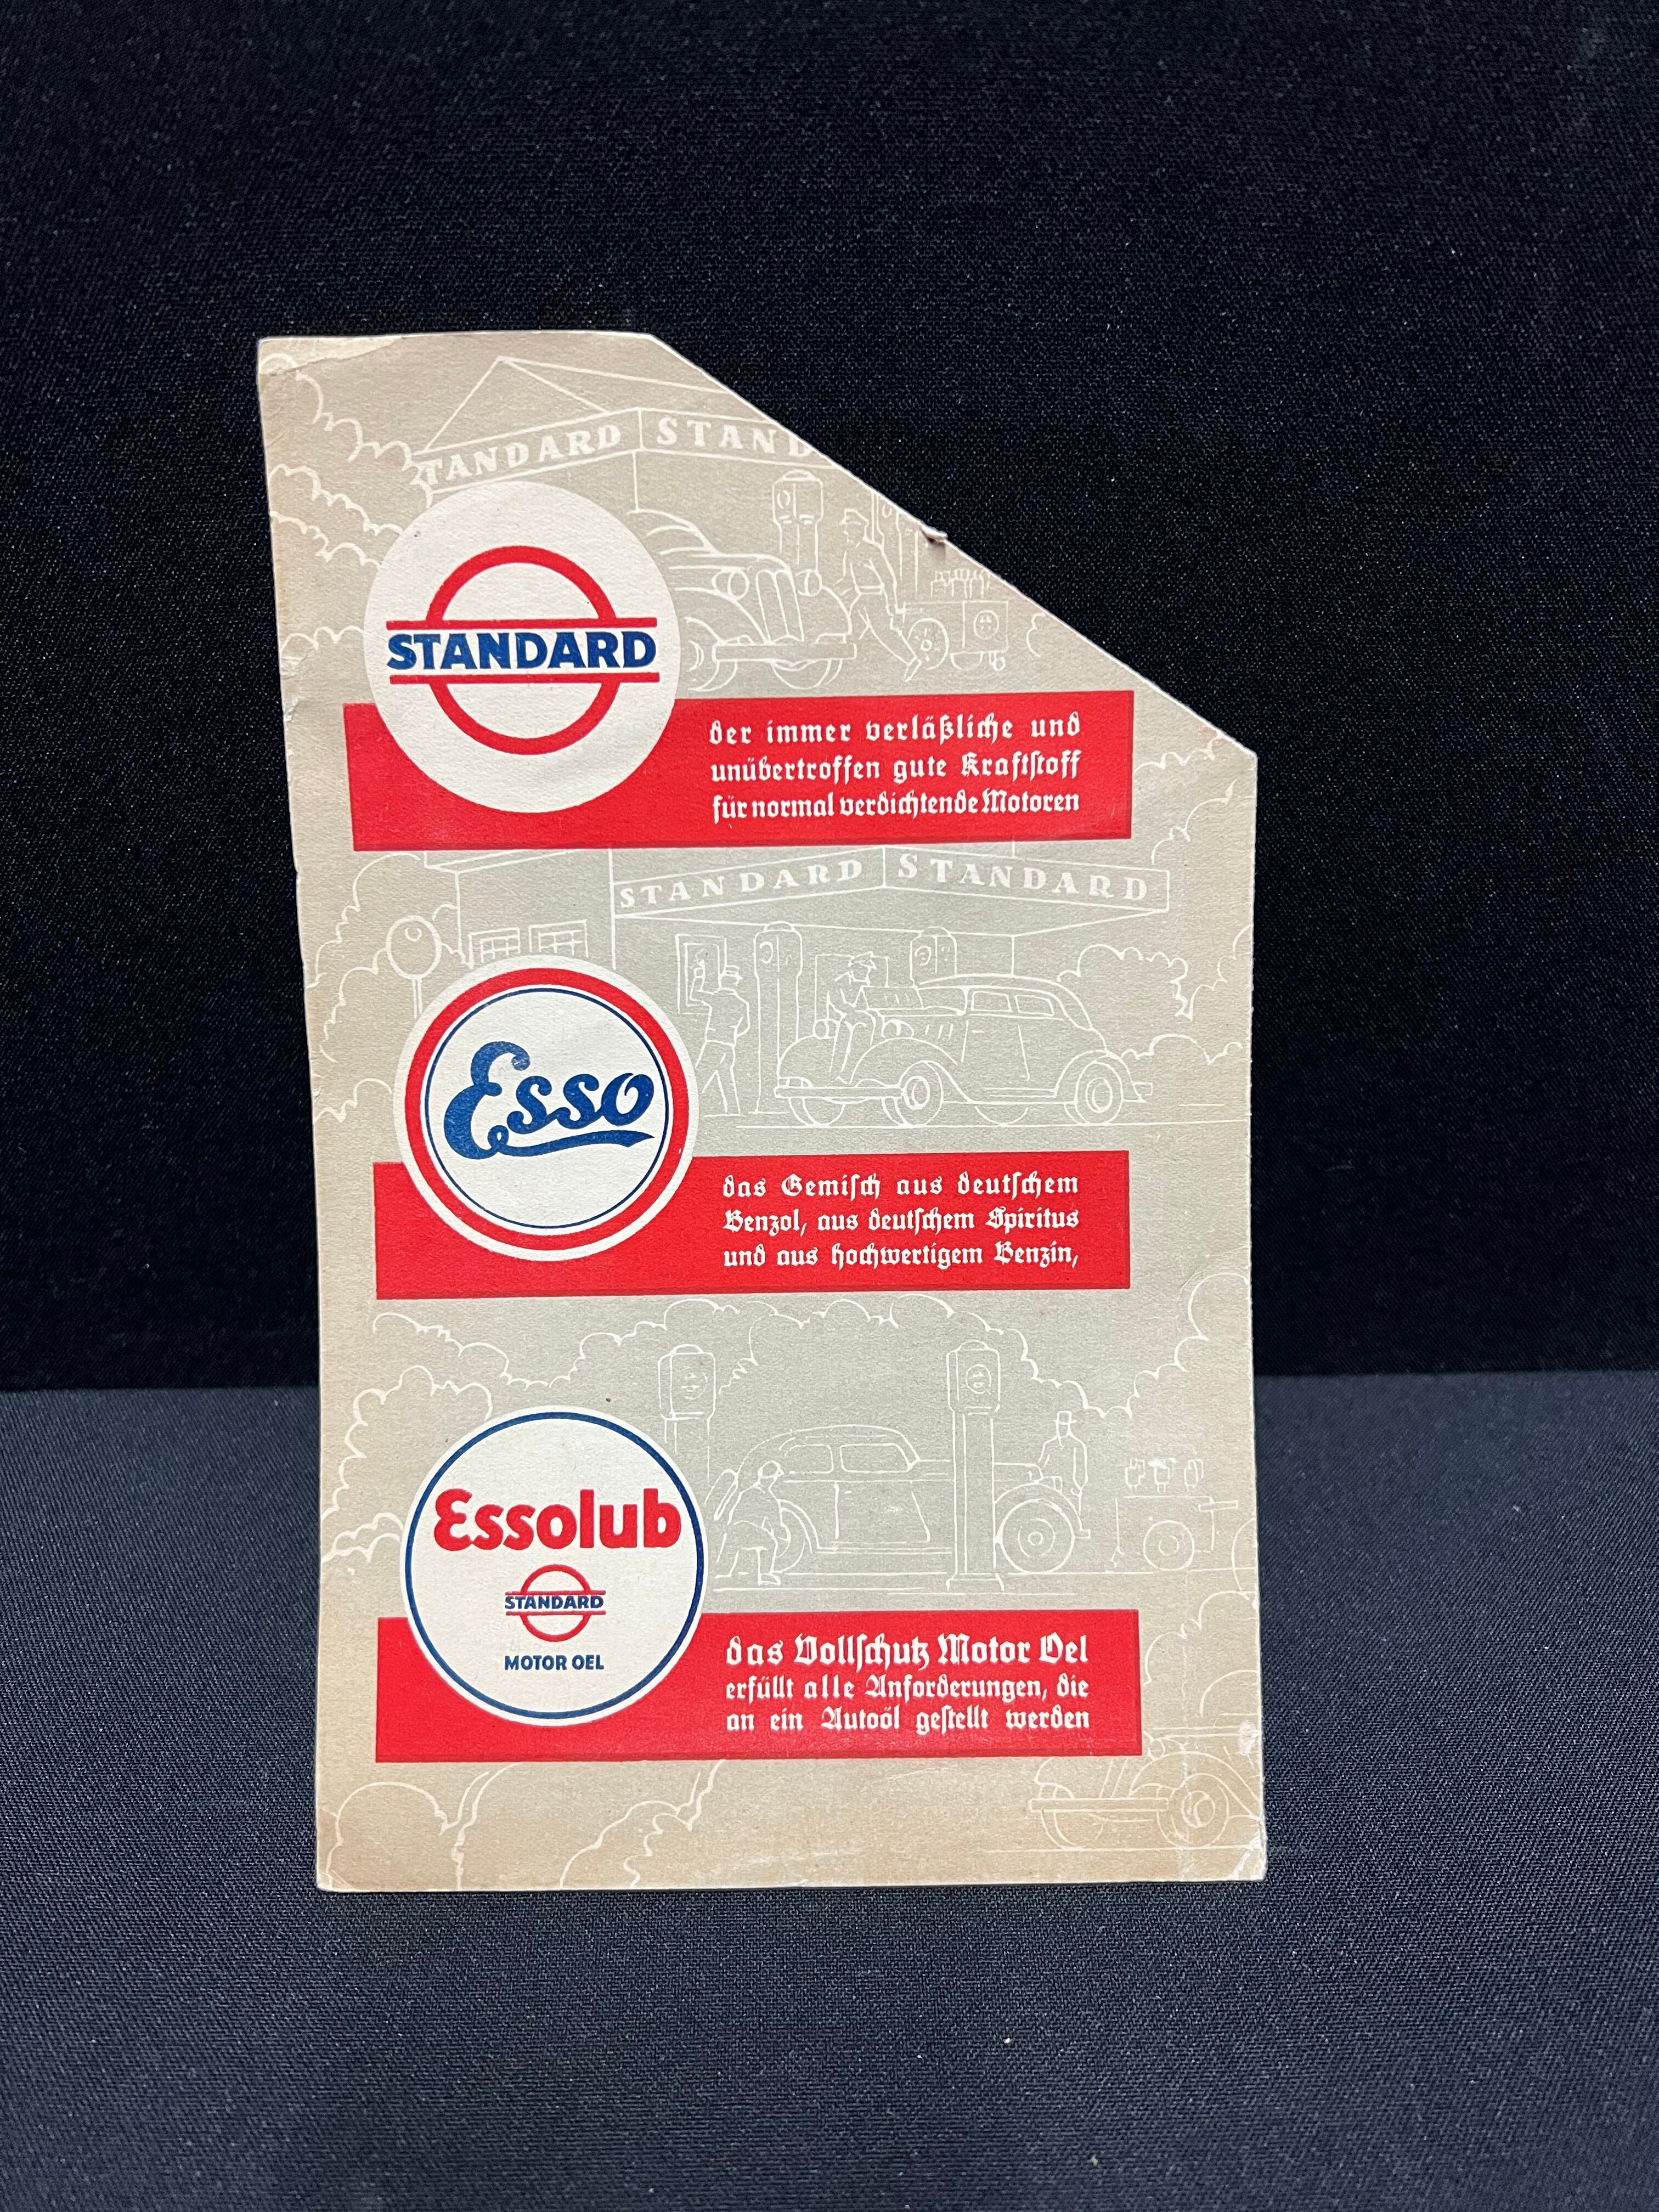 TANDARD STAND
STANDARD
der immer verläßliche und
unübertroffen gute Kraftstoff
für normal verdichtende Motoren
STANDARD STANDARD
Esso
das Gemisch aus deutschem
Benzol, aus deutschem Spiritus
und aus hochwertigem Benzin,
Essolub
STANDARD
MOTOR OEL
das Vollschutz Motor Oel
erfüllt alle Anforderungen, die
an ein Autoöl gestellt werden